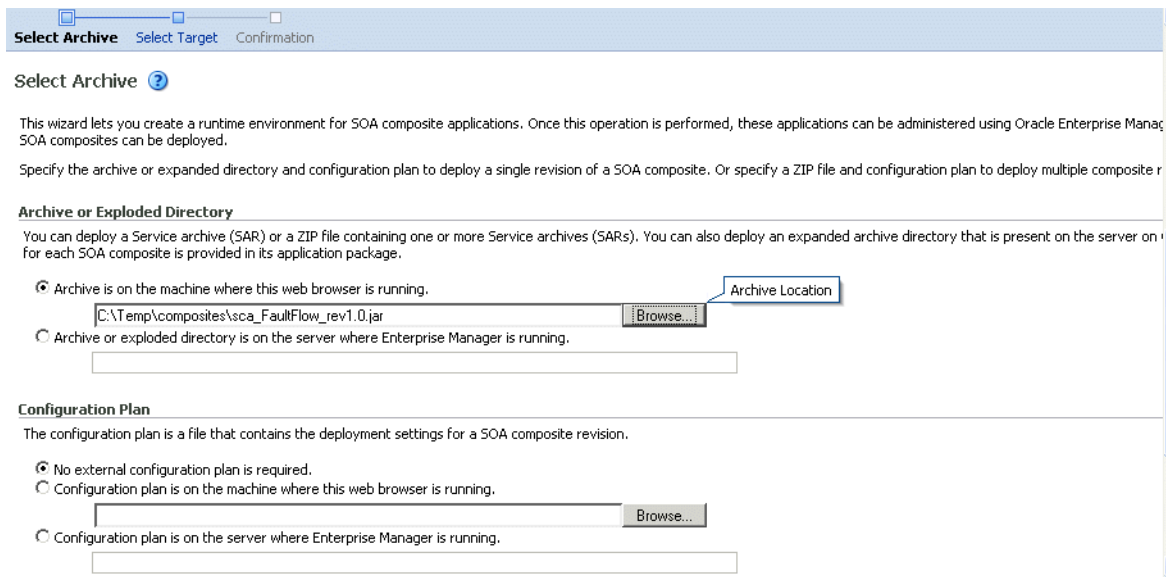 Select Archive Select Target Confirmation
Select Archive ?
This wizard lets you create a runtime environment for SOA composite applications. Once this operation is performed, these applications can be administered using Oracle Enterprise Manag
SOA composites can be deployed.
Specify the archive or expanded directory and configuration plan to deploy a single revision of a SOA composite. Or specify a ZIP file and configuration plan to deploy multiple composite r
Archive or Exploded Directory
You can deploy a Service archive (SAR) or a ZIP file containing one or more Service archives (SARs). You can also deploy an expanded archive directory that is present on the server on
for each SOA composite is provided in its application package.
Archive is on the machine where this web browser is running.
Archive Location
C:\Temp\composites\sca_FaultFlow_rev1.0.jar Browse...
Archive or exploded directory is on the server where Enterprise Manager is running.
Configuration Plan
The configuration plan is a file that contains the deployment settings for a SOA composite revision.
No external configuration plan is required.
Configuration plan is on the machine where this web browser is running.
Browse...
Configuration plan is on the server where Enterprise Manager is running.